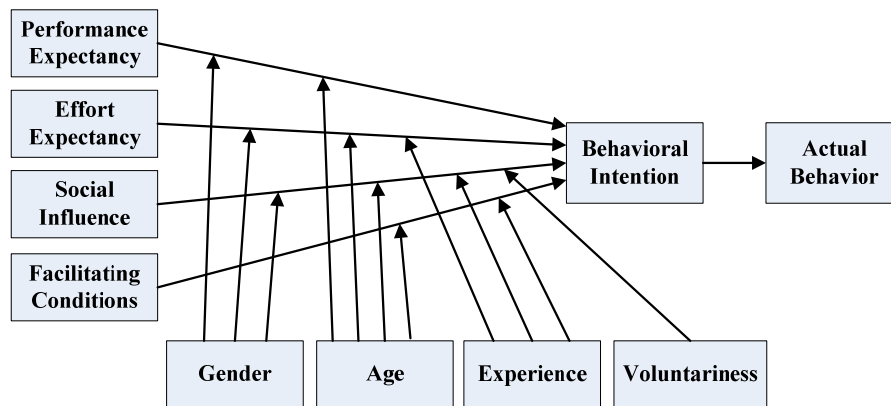 Performance
Expectancy
Effort
Expectancy
Social
Influence
Facilitating
Conditions
Behavioral
Intention
Actual
Behavior
Gender
Age
Experience
Voluntariness